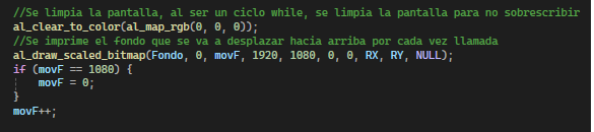 //Se limpia la pantalla, al ser un ciclo while, se limpia la pantalla para no sobrescribir
al_clear_to_color(al_map_rgb(0, 0, 0));
//Se imprime el fondo que se va a desplazar hacia arriba por cada vez llamada
al_draw_scaled_bitmap(Fondo, 0, movF, 1920, 1080, 0, 0, RX, RY, NULL);
if (movF == 1080) {
    movF = 0;
}
movF++;